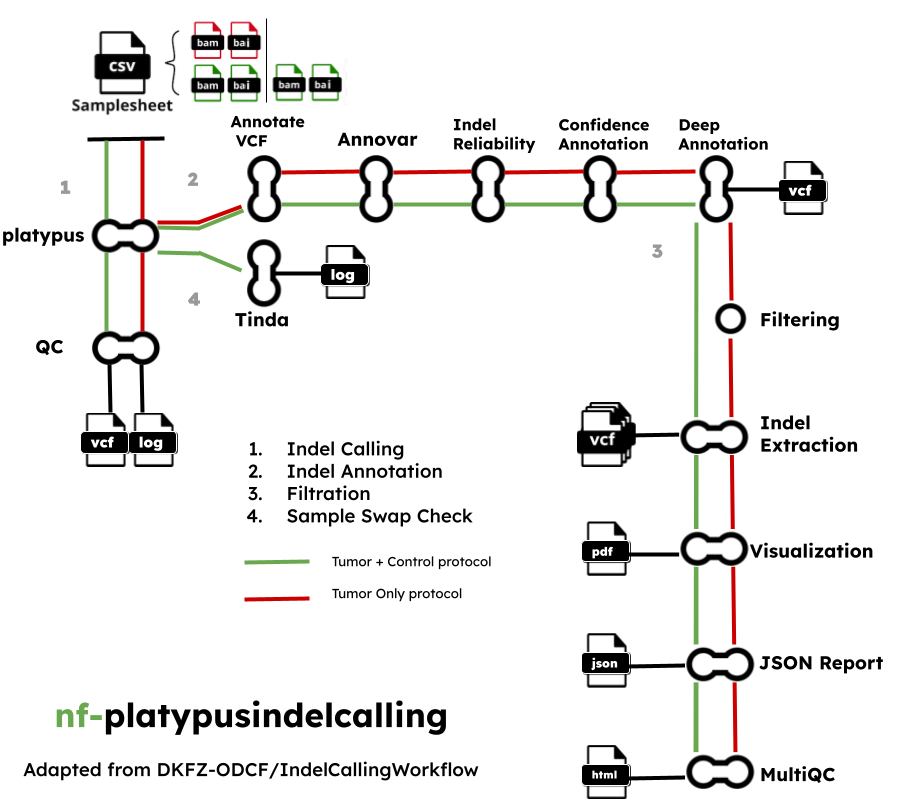 csv
Samplesheet
bam
bai
bam
bai
bam
bai
Annotate
VCF
Annovar
Indel
Reliability
Confidence
Annotation
Deep
Annotation
1
2
vcf
platypus
3
log
4
Tinda
Filtering
QC
vcf
log
Indel
Extraction
vcf
1. Indel Calling
2. Indel Annotation
3. Filtration
4. Sample Swap Check
Tumor + Control protocol
Tumor Only protocol
pdf
Visualization
json
JSON Report
nf-platypusindelcalling
Adapted from DKFZ-ODCF/IndelCallingWorkflow
html
MultiQC